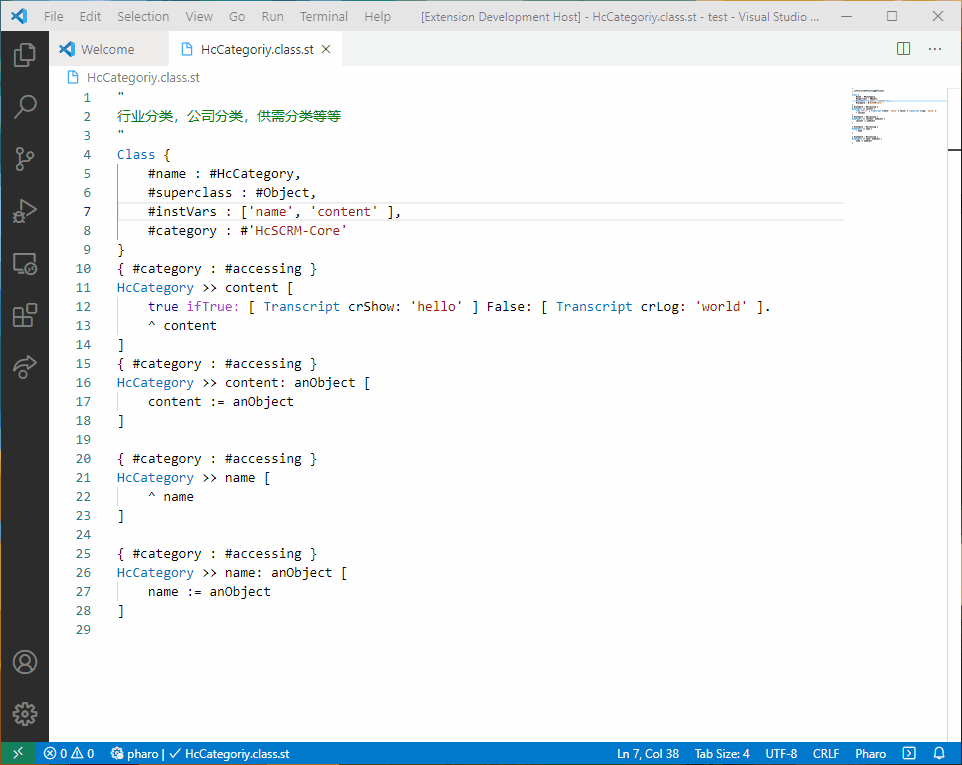 File Edit Selection View Go Run Terminal Help [Extension Development Host] - HcCategoriy.class.st - test - Visual Studio ...
Welcome HcCategoriy.class.st
HcCategoriy.class.st
1 "
2 行业分类，公司分类，供需分类等等
3 "
4 Class {
5 #name : #HcCategory,
6 #superclass : #Object,
7 #instVars : ['name', 'content' ],
8 #category : #'HcSCRM-Core'
9 }
10 { #category : #accessing }
11 HcCategory >> content [
12 true ifTrue: [ Transcript crShow: 'hello' ] False: [ Transcript crLog: 'world' ].
13 ^ content
14 ]
15 { #category : #accessing }
16 HcCategory >> content: anObject [
17 content := anObject
18 ]
19
20 { #category : #accessing }
21 HcCategory >> name [
22 ^ name
23 ]
24
25 { #category : #accessing }
26 HcCategory >> name: anObject [
27 name := anObject
28 ]
29
0 0 pharo | ✓ HcCategoriy.class.st Ln 7, Col 38 Tab Size: 4 UTF-8 CRLF Pharo